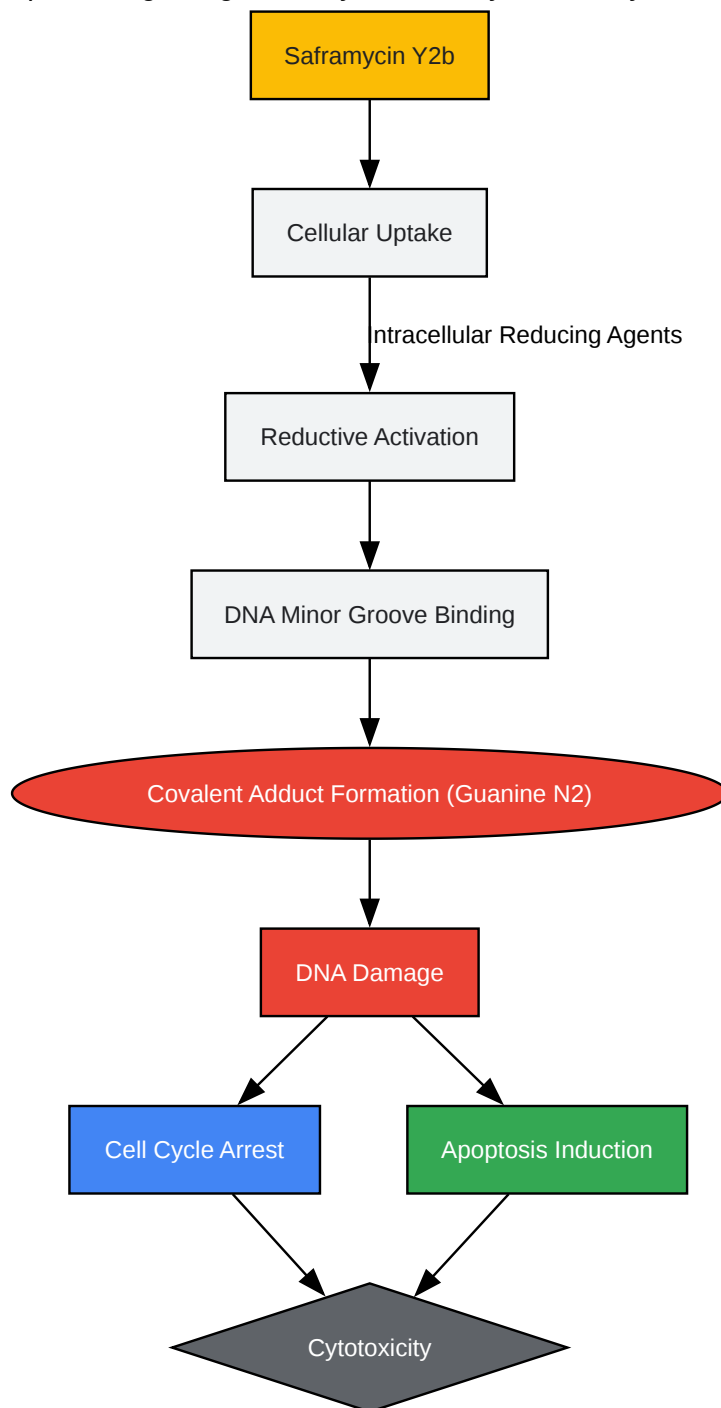 Saframycin Y2b
Cellular Uptake
Intracellular Reducing Agents
Reductive Activation
DNA Minor Groove Binding
Covalent Adduct Formation (Guanine N2)
DNA Damage
Cell Cycle Arrest
Apoptosis Induction
Cytotoxicity